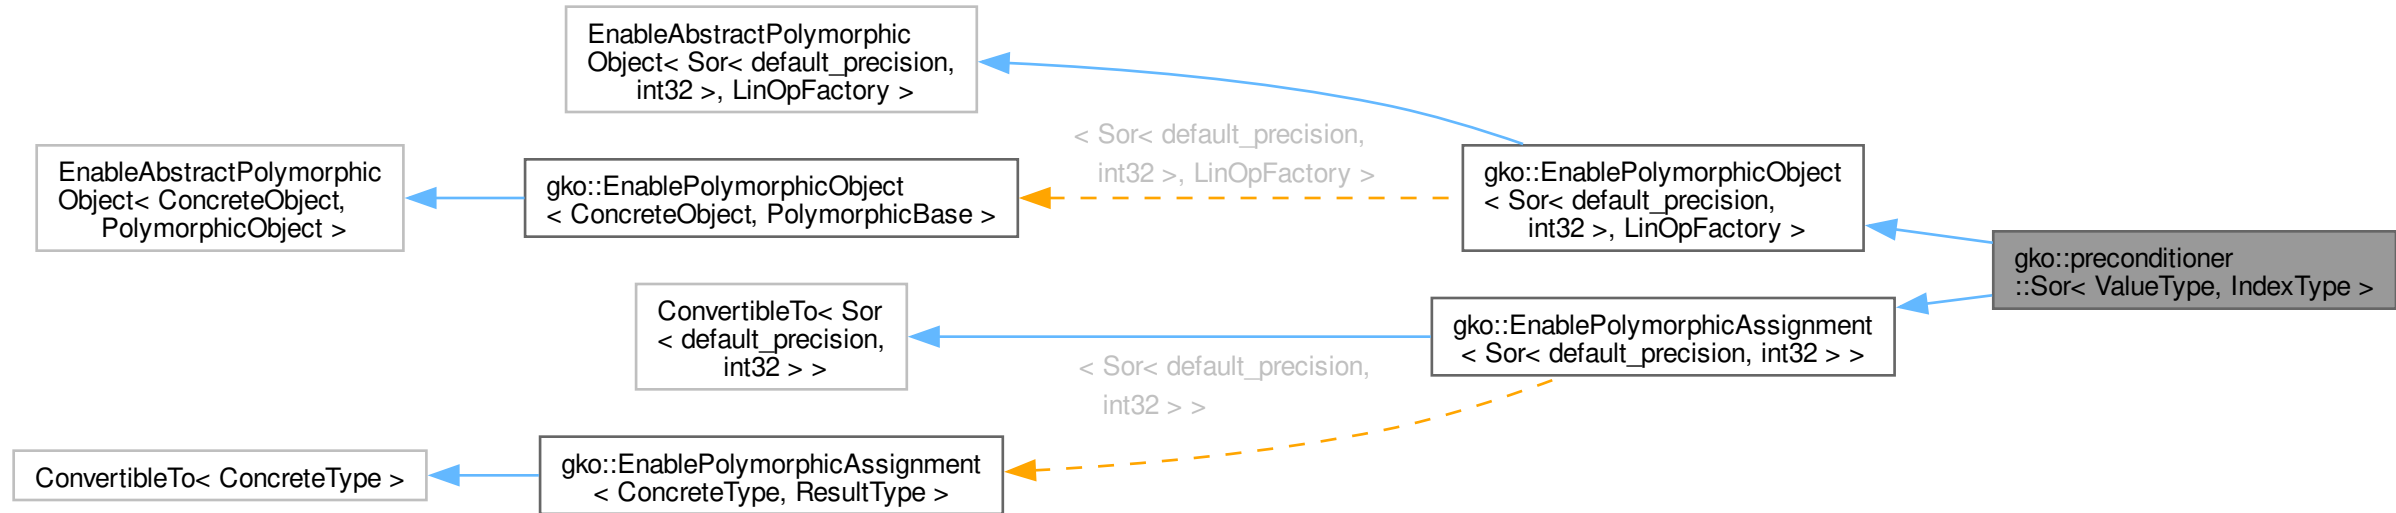 EnableAbstractPolymorphic
Object< Sor< default_precision,
int32 >, LinOpFactory >
< Sor< default_precision,
int32 >, LinOpFactory >
EnableAbstractPolymorphic
Object< ConcreteObject,
PolymorphicObject >
gko::EnablePolymorphicObject
< ConcreteObject, PolymorphicBase >
gko::EnablePolymorphicObject
< Sor< default_precision,
int32 >, LinOpFactory >
gko::preconditioner
::Sor< ValueType, IndexType >
ConvertibleTo< Sor
< default_precision,
int32 > >
gko::EnablePolymorphicAssignment
< Sor< default_precision, int32 > >
< Sor< default_precision,
int32 > >
ConvertibleTo< ConcreteType >
gko::EnablePolymorphicAssignment
< ConcreteType, ResultType >